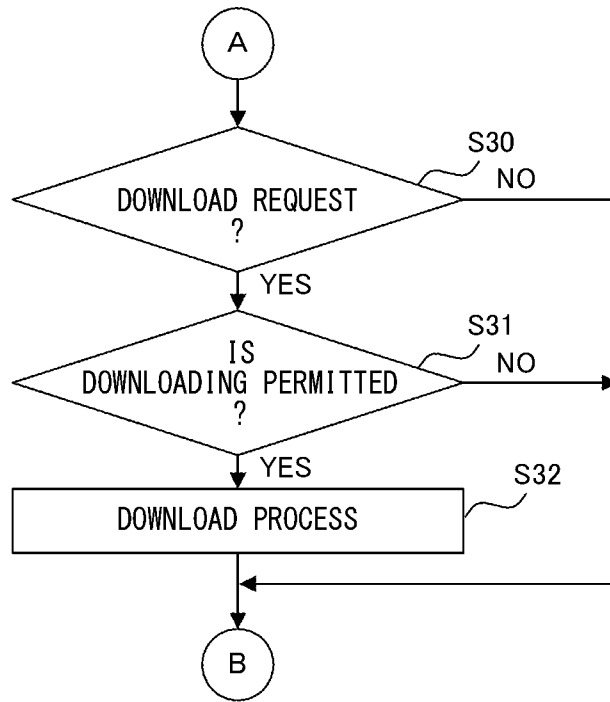 A
S30
DOWNLOAD REQUEST
?
NO
YES
S31
IS
DOWNLOADING PERMITTED
?
NO
YES
S32
DOWNLOAD PROCESS
B